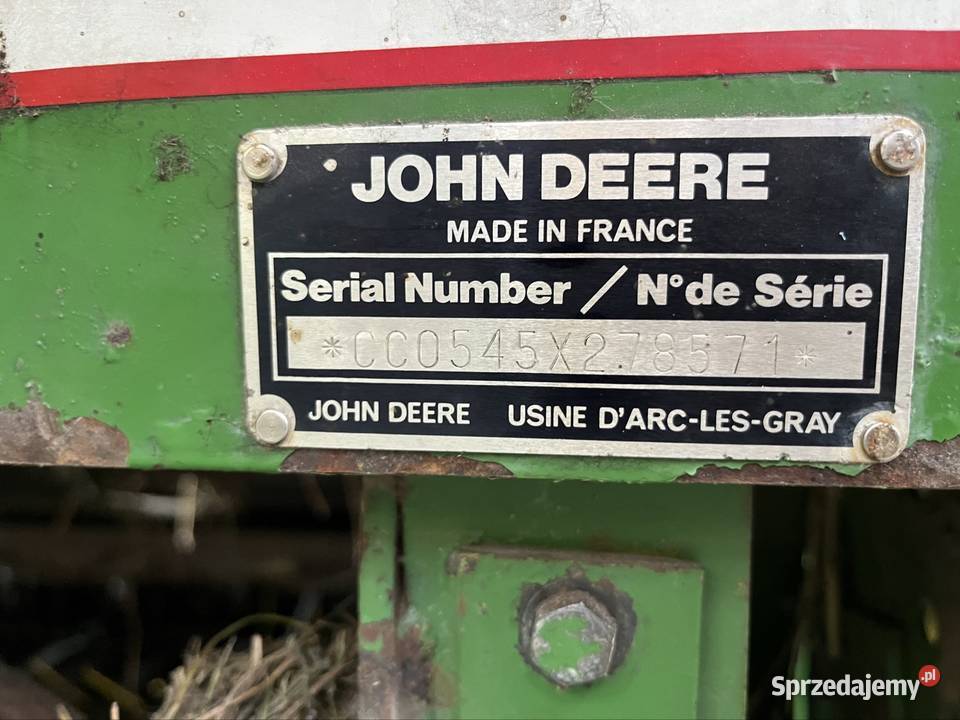 JOHN DEERE
MADE IN FRANCE
Serial Number / N° de Série
*CC0545X278571*
JOHN DEERE USINE D'ARC-LES-GRAY
Sprzedajemy.pl